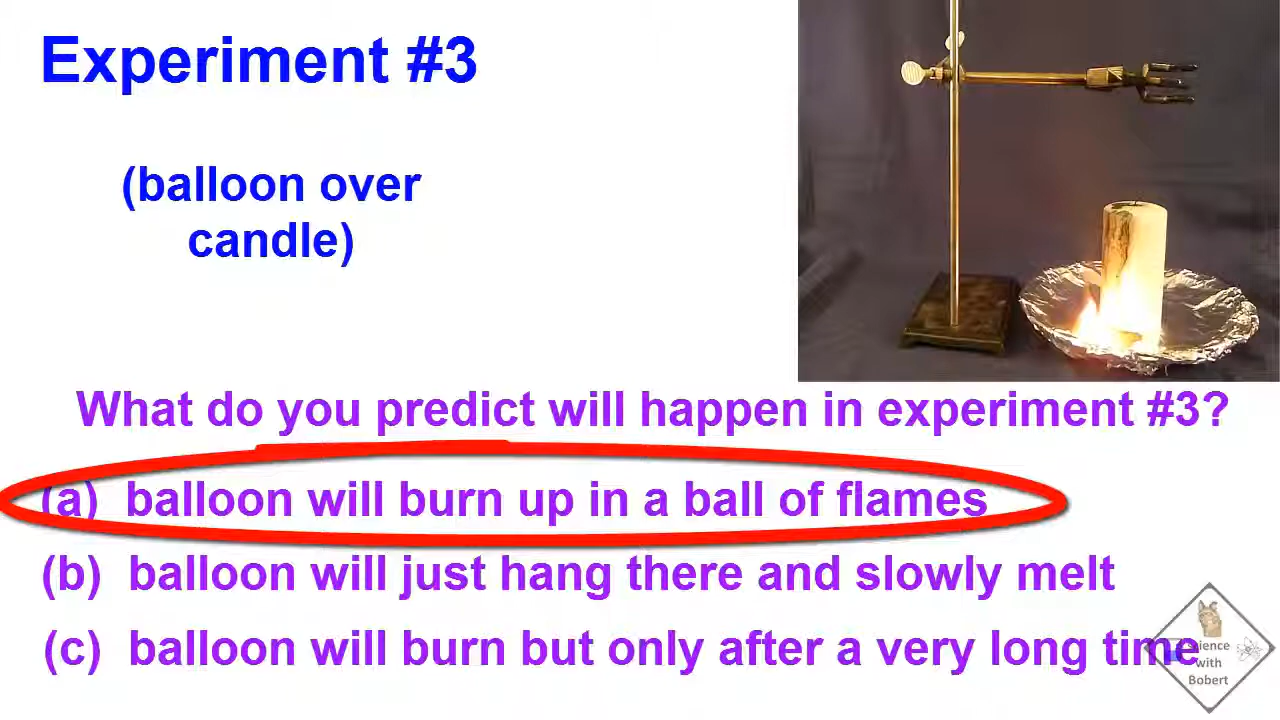 Experiment #3
(balloon over
candle)
What do you predict will happen in experiment #3?
(a) balloon will burn up in a ball of flames
(b) balloon will just hang there and slowly melt
(c) balloon will burn but only after a very long time
Science
with
Bobert